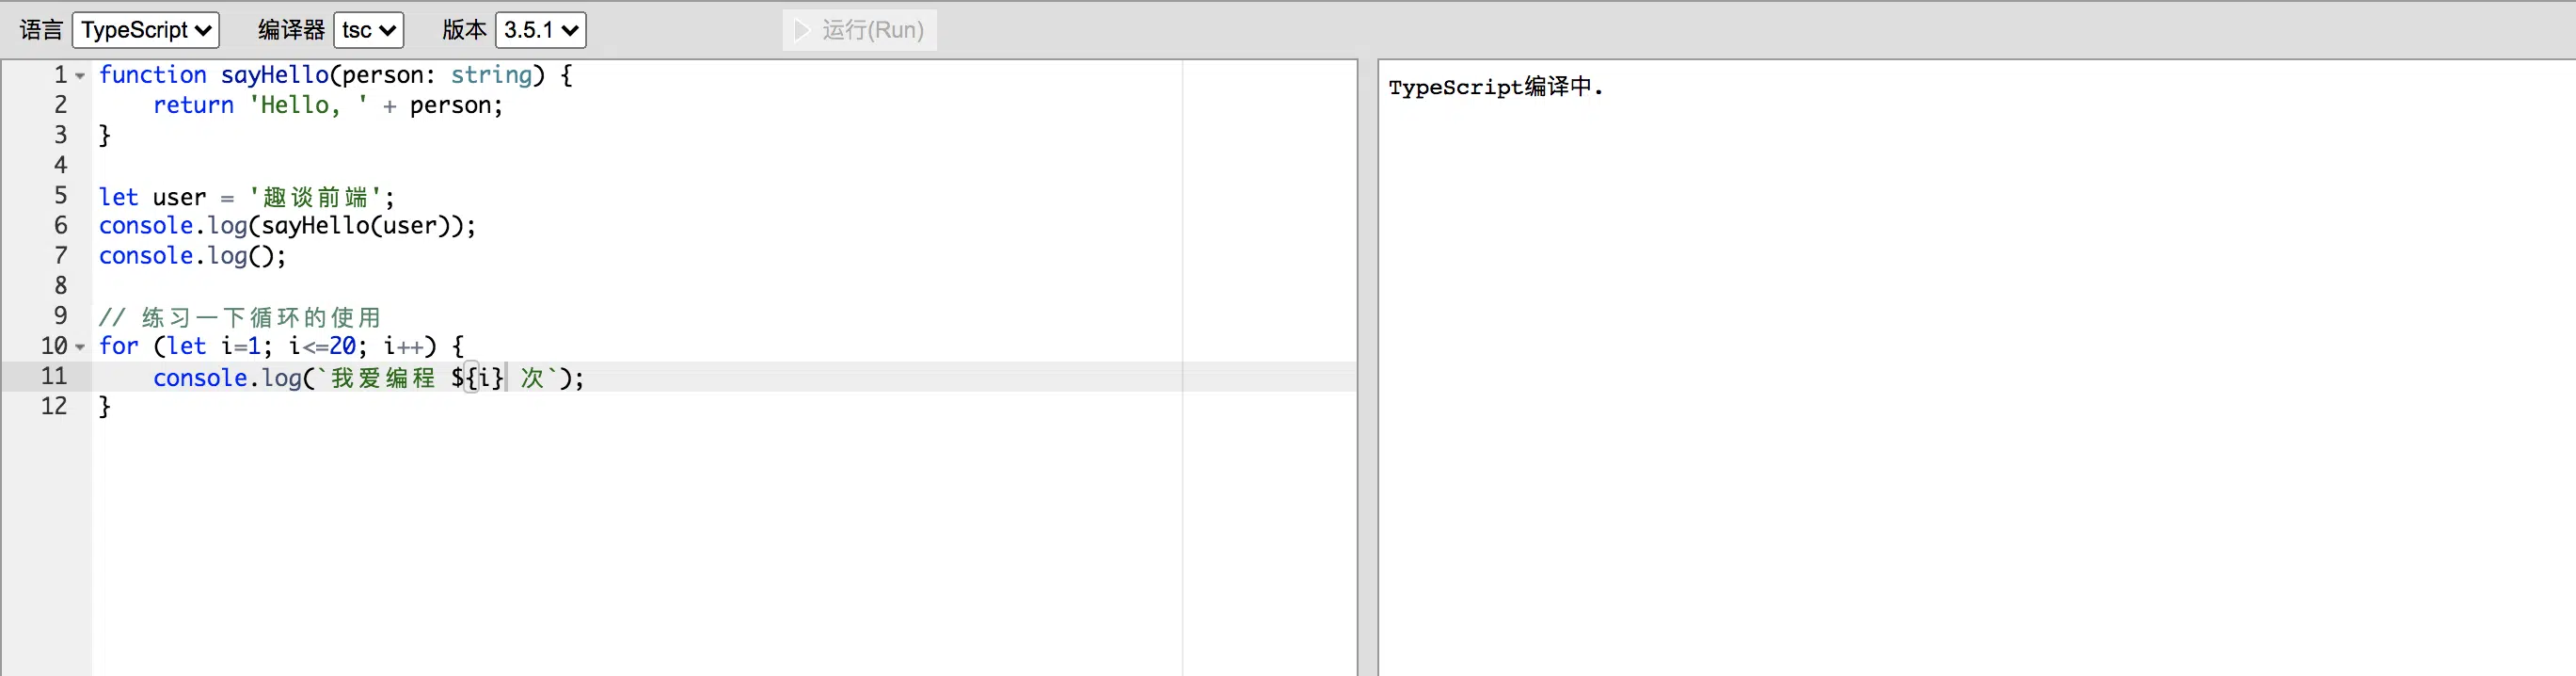 语言 TypeScript 编译器 tsc 版本 3.5.1 运行(Run)
1 function sayHello(person: string) {
2     return 'Hello, ' + person;
3 }
4
5 let user = '趣谈前端';
6 console.log(sayHello(user));
7 console.log();
8
9 // 练习一下循环的使用
10 for (let i=1; i<=20; i++) {
11     console.log(`我爱编程 ${i} 次`);
12 }
TypeScript编译中.